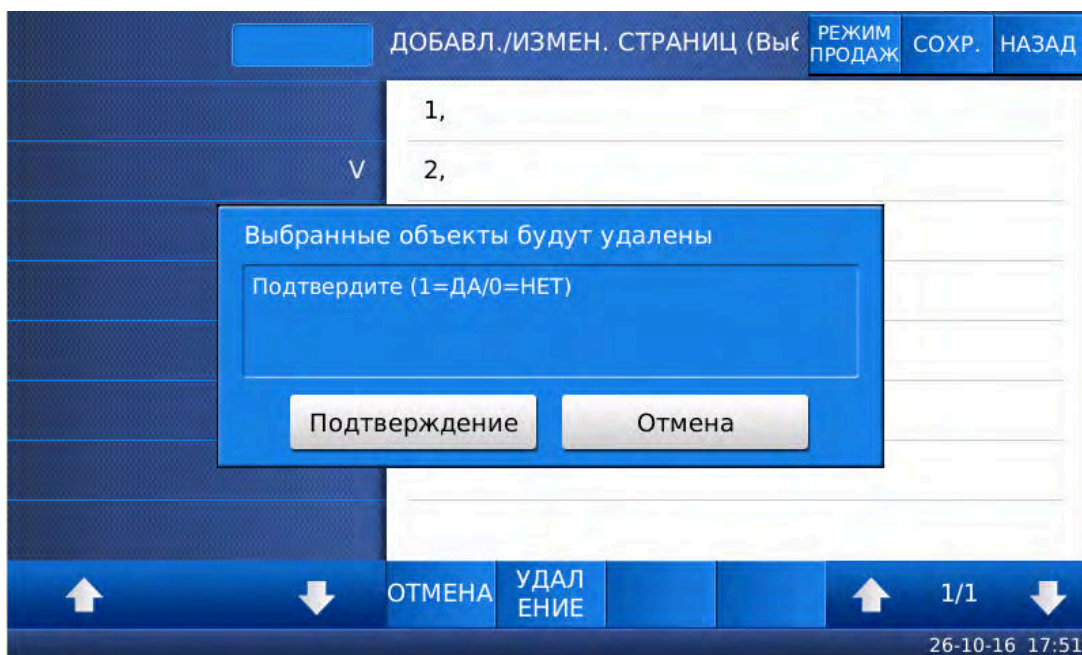 ДОБАВЛ./ИЗМЕН. СТРАНИЦ (Выб
РЕЖИМ
ПРОДАЖ
СОХР.
НАЗАД
1,
V
2,
Выбранные объекты будут удалены
Подтвердите (1=ДА/0=НЕТ)
Подтверждение
Отмена
ОТМЕНА
УДАЛ
ЕНИЕ
1/1
26-10-16 17:51